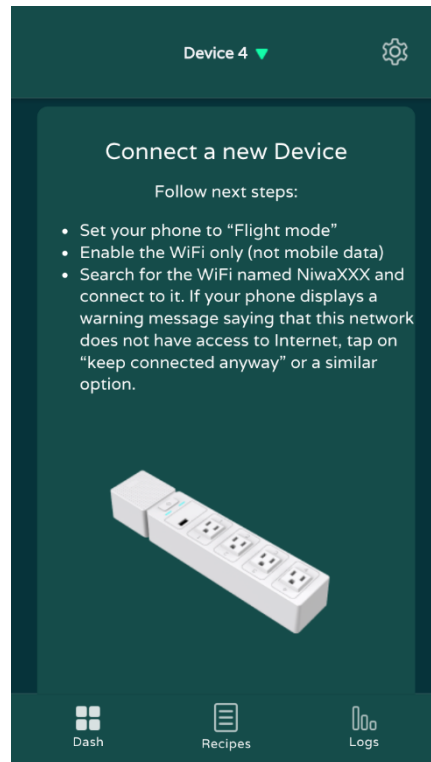 Device 4
Connect a new Device
Follow next steps:
• Set your phone to “Flight mode”
• Enable the WiFi only (not mobile data)
• Search for the WiFi named NiwaXXX and
connect to it. If your phone displays a
warning message saying that this network
does not have access to Internet, tap on
“keep connected anyway” or a similar
option.
Dash
Recipes
Logs